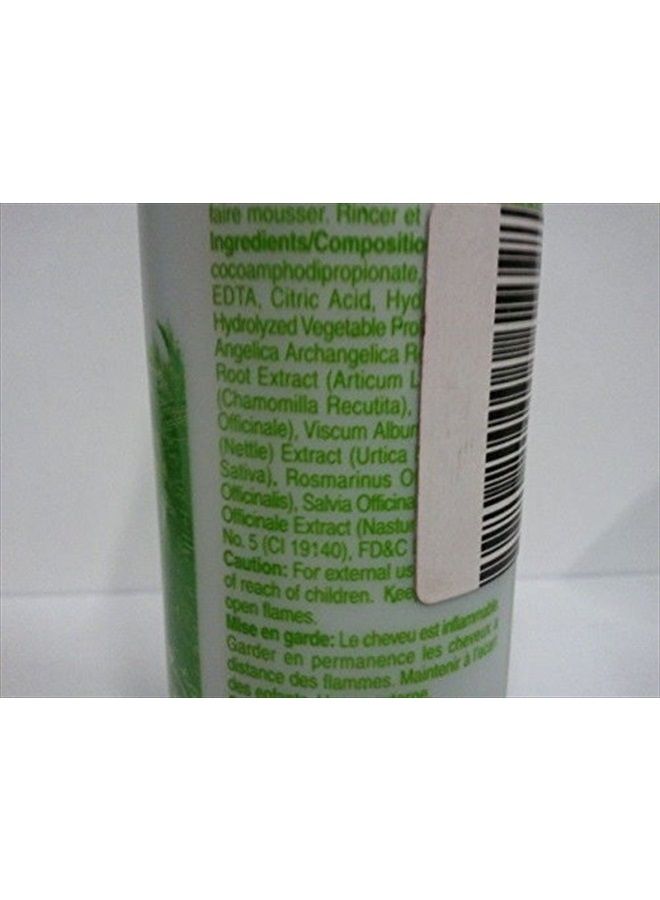 faire mousser. Rincer et
Ingredients/Compositio
cocoamphodipropionate,
EDTA, Citric Acid, Hyd
Hydrolyzed Vegetable Pro
Angelica Archangelica R
Root Extract (Articum L
(Chamomilla Recutita),
Officinale), Viscum Album
(Nettle) Extract (Urtica
Sativa), Rosmarinus O
Officinalis), Salvia Officina
Officinale Extract (Nastur
No. 5 (CI 19140), FD&C
Caution: For external us
of reach of children. Kee
open flames.
Mise en garde: Le cheveu est inflammable.
Garder en permanence les cheveux à
distance des flammes. Maintenir à l'écart
des enfants.